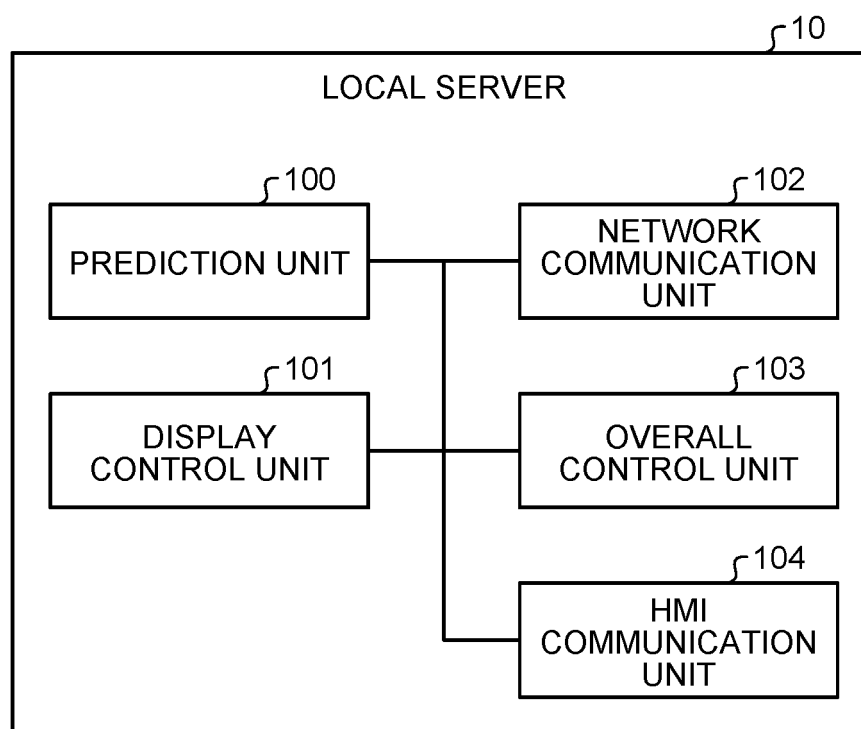 10
LOCAL SERVER
100
PREDICTION UNIT
102
NETWORK
COMMUNICATION
UNIT
101
DISPLAY
CONTROL UNIT
103
OVERALL
CONTROL UNIT
104
HMI
COMMUNICATION
UNIT